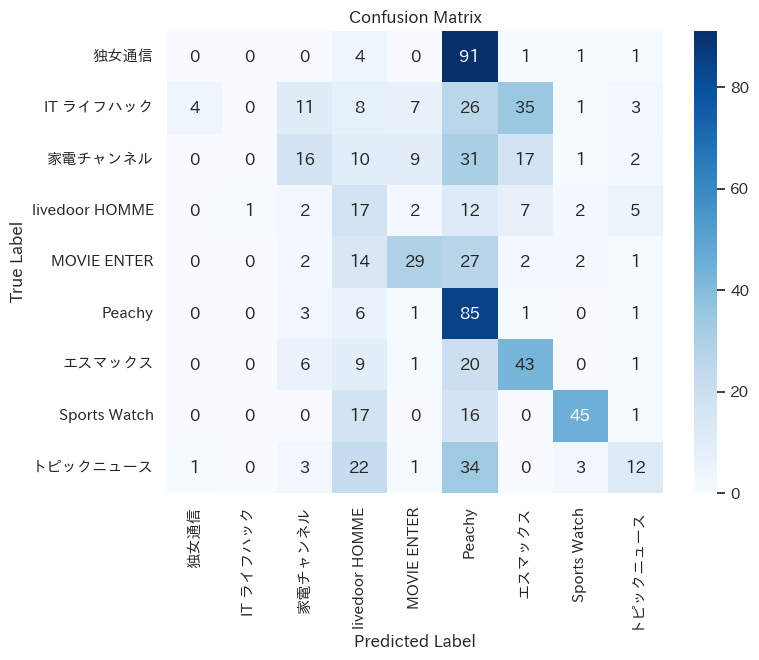 Confusion Matrix
独女通信 0 0 0 4 0 91 1 1 1
IT ライフハック 4 0 11 8 7 26 35 1 3
家電チャンネル 0 0 16 10 9 31 17 1 2
livedoor HOMME 0 1 2 17 2 12 7 2 5
MOVIE ENTER 0 0 2 14 29 27 2 2 1
Peachy 0 0 3 6 1 85 1 0 1
エスマックス 0 0 6 9 1 20 43 0 1
Sports Watch 0 0 0 17 0 16 0 45 1
トピックニュース 1 0 3 22 1 34 0 3 12
True Label
独女通信
IT ライフハック
家電チャンネル
livedoor HOMME
MOVIE ENTER
Peachy
エスマックス
Sports Watch
トピックニュース
Predicted Label
80
60
40
20
0